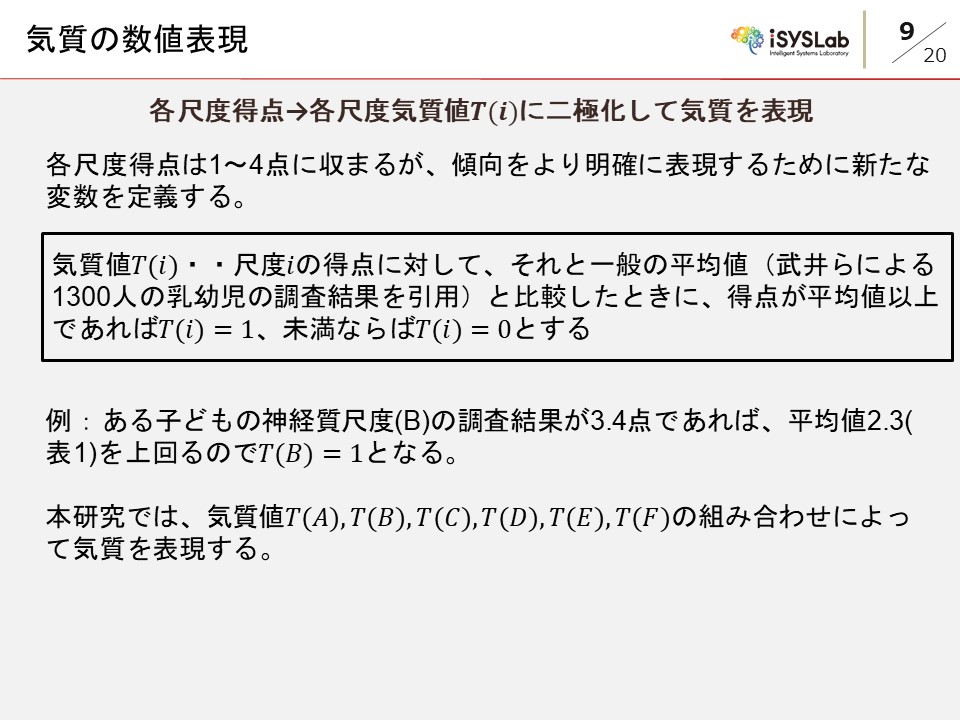 気質の数値表現
iSYSLab
Intelligent Systems Laboratory
9
20
各尺度得点→各尺度気質値T(i)に二極化して気質を表現
各尺度得点は1～4点に収まるが、傾向をより明確に表現するために新たな
変数を定義する。
気質値T(i)・・尺度iの得点に対して、それと一般の平均値（武井らによる
1300人の乳幼児の調査結果を引用）と比較したときに、得点が平均値以上
であればT(i) = 1、未満ならばT(i) = 0とする
例：ある子どもの神経質尺度(B)の調査結果が3.4点であれば、平均値2.3(
表1)を上回るのでT(B) = 1となる。
本研究では、気質値T(A), T(B), T(C), T(D), T(E), T(F)の組み合わせによっ
て気質を表現する。